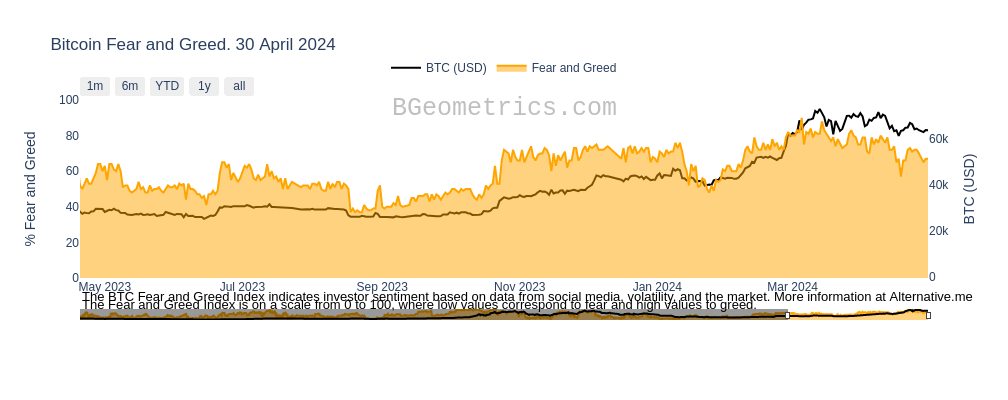 Bitcoin Fear and Greed. 30 April 2024
BTC (USD) Fear and Greed
1m 6m YTD 1y all
BGeometrics.com
100
80
60
40
20
0
% Fear and Greed
60k
40k
20k
0
BTC (USD)
May 2023 Jul 2023 Sep 2023 Nov 2023 Jan 2024 Mar 2024
The BTC Fear and Greed Index indicates investor sentiment based on data from social media, volatility, and the market. More information at Alternative.me
The Fear and Greed Index is on a scale from 0 to 100, where low values correspond to fear and high values to greed.